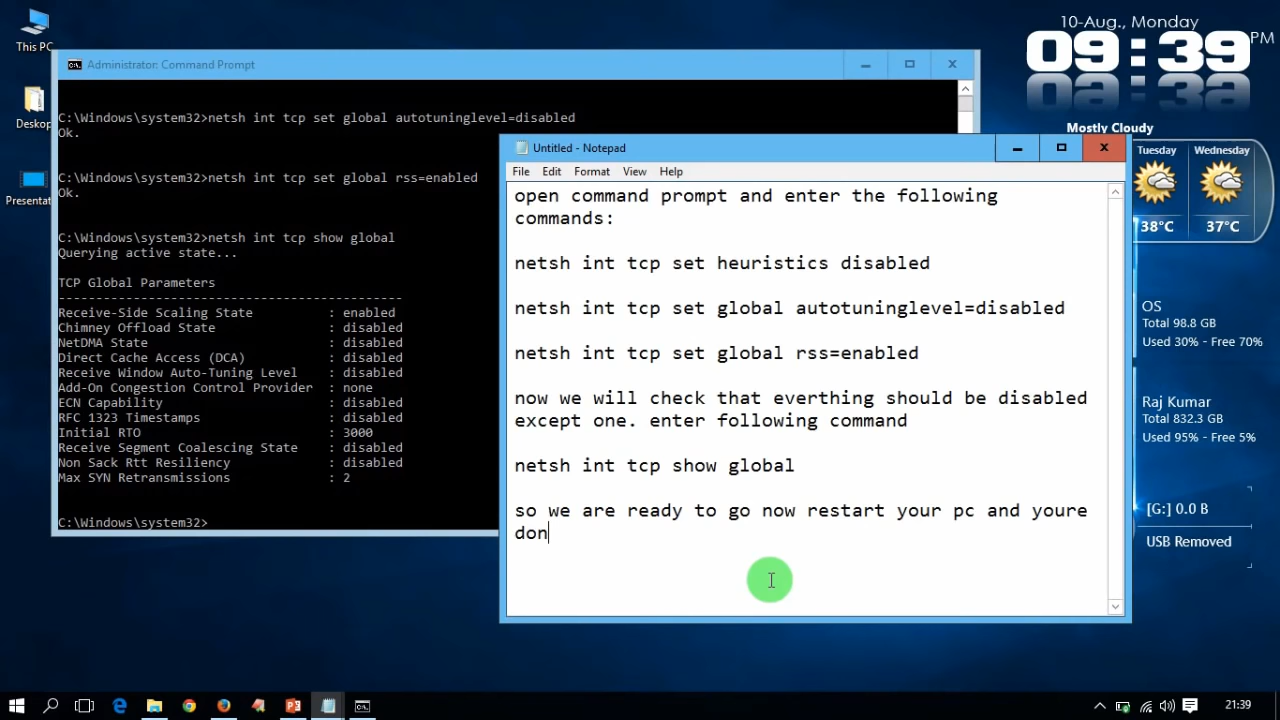 This PC
Deskop
Presentat
Administrator: Command Prompt
C:\Windows\system32>netsh int tcp set global autotuninglevel=disabled
Ok.
C:\Windows\system32>netsh int tcp set global rss=enabled
Ok.
C:\Windows\system32>netsh int tcp show global
Querying active state...
TCP Global Parameters
----------------------------------------------
Receive-Side Scaling State : enabled
Chimney Offload State : disabled
NetDMA State : disabled
Direct Cache Access (DCA) : disabled
Receive Window Auto-Tuning Level : disabled
Add-On Congestion Control Provider : none
ECN Capability : disabled
RFC 1323 Timestamps : disabled
Initial RTO : 3000
Receive Segment Coalescing State : disabled
Non Sack Rtt Resiliency : disabled
Max SYN Retransmissions : 2
C:\Windows\system32>
Untitled - Notepad
File Edit Format View Help
open command prompt and enter the following
commands:
netsh int tcp set heuristics disabled
netsh int tcp set global autotuninglevel=disabled
netsh int tcp set global rss=enabled
now we will check that everthing should be disabled
except one. enter following command
netsh int tcp show global
so we are ready to go now restart your pc and youre
don
10-Aug., Monday
09:39 PM
Mostly Cloudy
Tuesday Wednesday
38°C 37°C
OS
Total 98.8 GB
Used 30% - Free 70%
Raj Kumar
Total 832.3 GB
Used 95% - Free 5%
[G:] 0.0 B
USB Removed
21:39